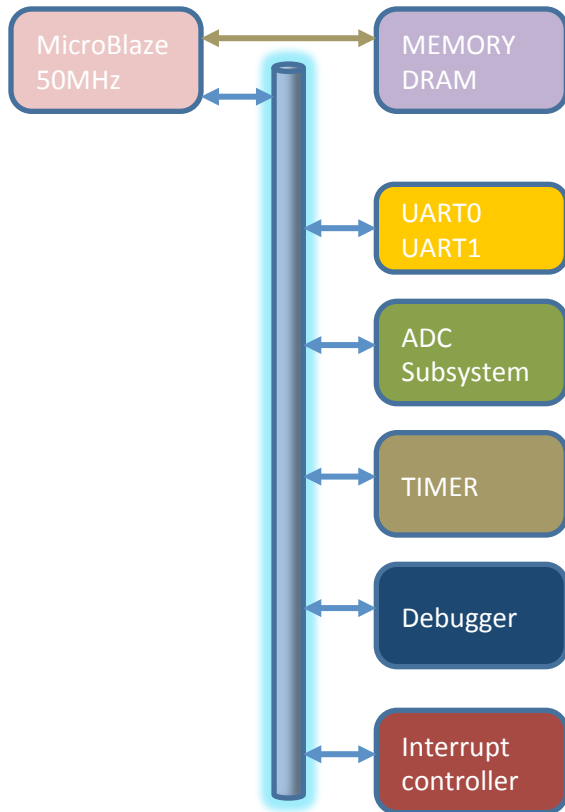 MicroBlaze
50MHz
MEMORY
DRAM
UART0
UART1
ADC
Subsystem
TIMER
Debugger
Interrupt
controller